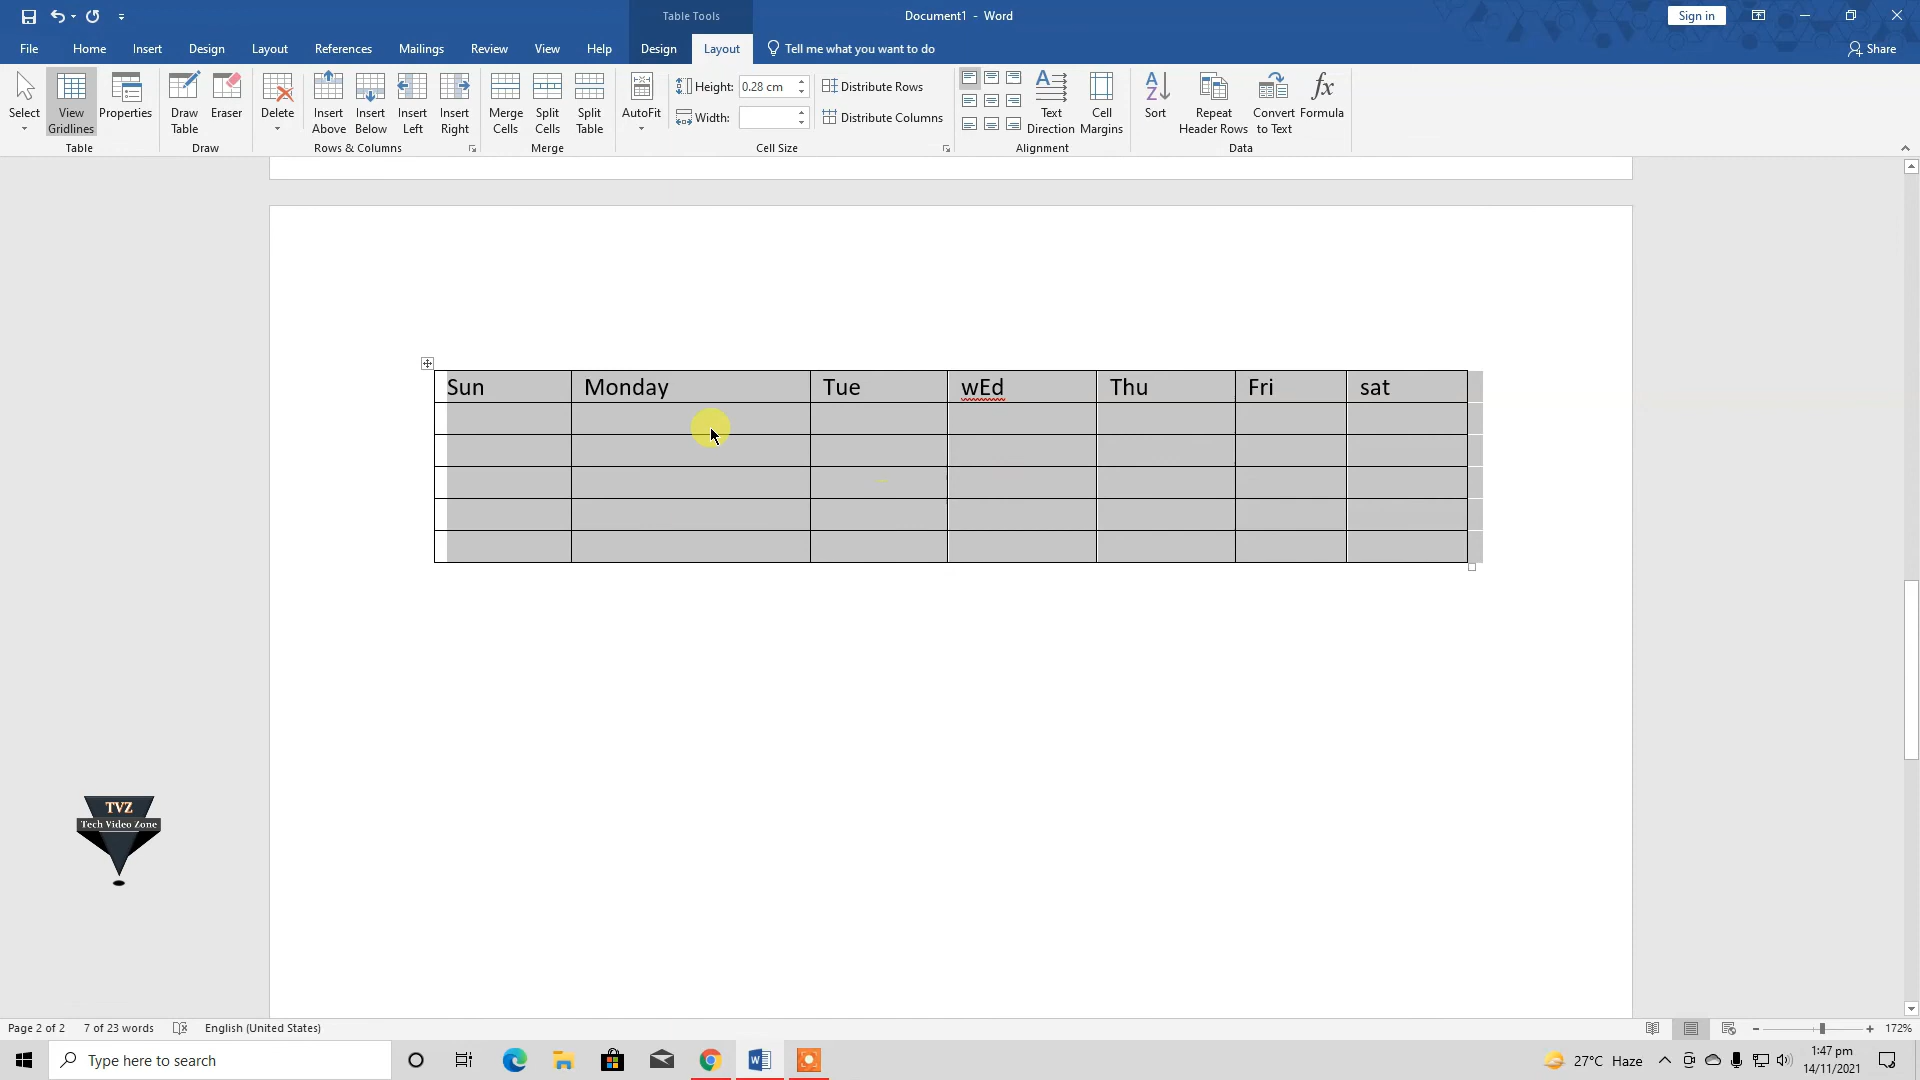 Table Tools
Document1 - Word
Sign in
File Home Insert Design Layout References Mailings Review View Help Design Layout Tell me what you want to do Share
Select View Gridlines Properties Draw Table Eraser Delete Insert Above Insert Below Insert Left Insert Right Merge Cells Split Cells Split Table AutoFit Height: 0.28 cm Width: Distribute Rows Distribute Columns Text Direction Cell Margins Sort Repeat Header Rows Convert to Text fx Formula
Table Draw Rows & Columns Merge Cell Size Alignment Data
Sun Monday Tue wEd Thu Fri sat
TVZ
Tech Video Zone
Page 2 of 2 7 of 23 words English (United States) 172%
Type here to search 27°C Haze 1:47 pm
14/11/2021